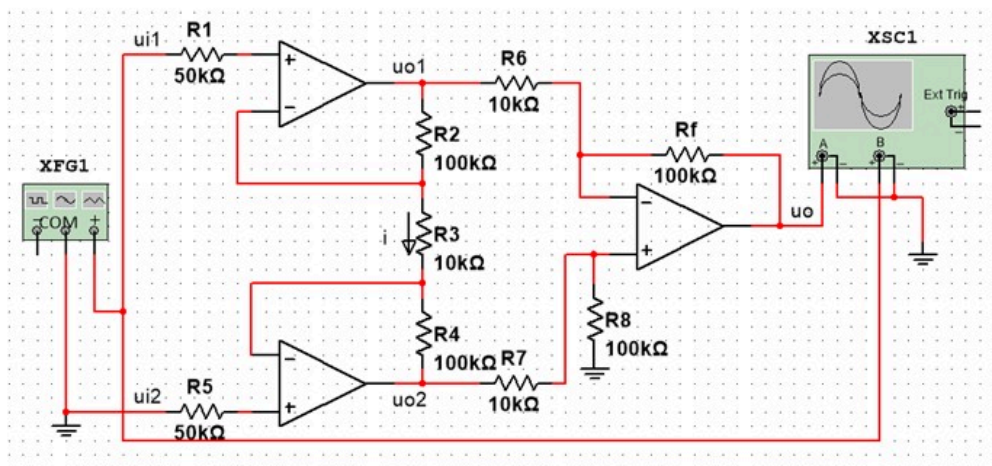 XSC1
R1
ui1
50kΩ
uo1
R6
10kΩ
Ext Trig
+
−
A
B
+ − + −
R2
100kΩ
Rf
100kΩ
XFG1
COM
− +
i
R3
10kΩ
uo
R8
100kΩ
R4
100kΩ
R7
10kΩ
R5
ui2
50kΩ
uo2
+
−
−
+
−
+